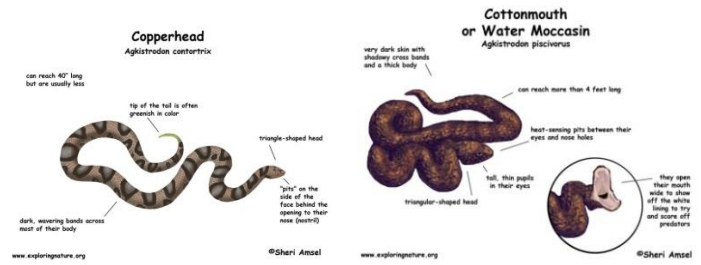 Copperhead
Agkistrodon contortrix
can reach 40" long
but are usually less
tip of the tail is often
greenish in color
triangle-shaped head
"pits" on the
side of the
face behind the
opening to their
nose (nostril)
dark, wavering bands across
most of their body
©Sheri Amsel
www.exploringnature.org
Cottonmouth
or Water Moccasin
Agkistrodon piscivorus
very dark skin with
shadowy cross bands
and a thick body
can reach more than 4 feet long
heat-sensing pits between their
eyes and nose holes
tall, thin pupils
in their eyes
triangular-shaped head
they open
their mouth
wide to show
off the white
lining to try
and scare off
predators
www.exploringnature.org
©Sheri Amsel